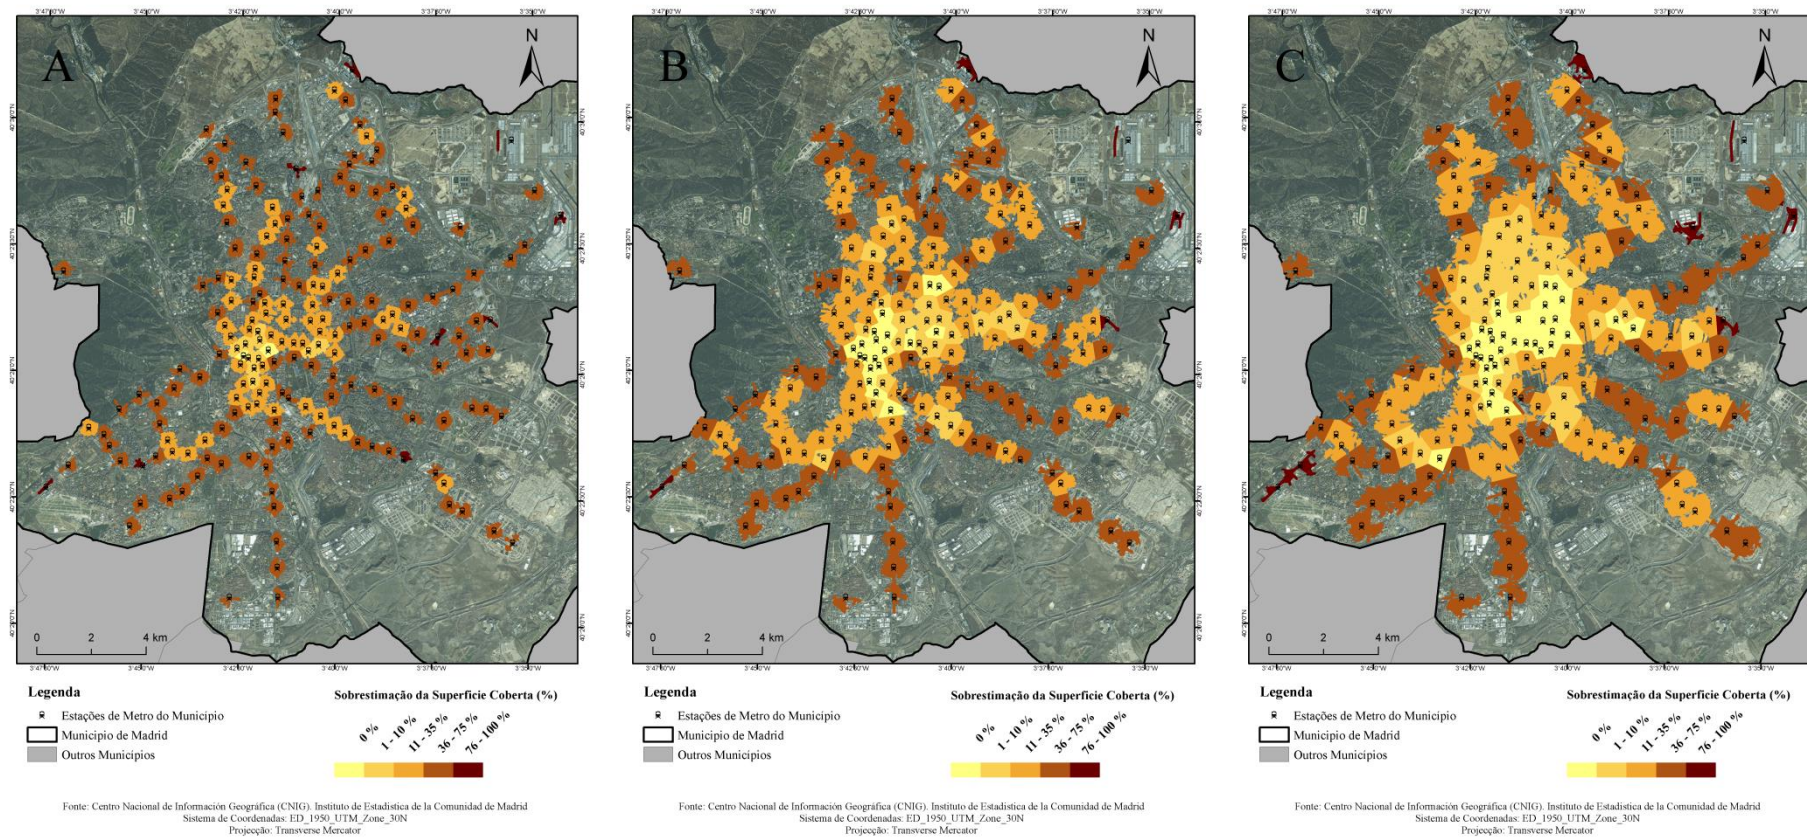 A
N
0 2 4 km
Legenda
Estações de Metro do Município
Município de Madrid
Outros Municípios
Sobrestimação da Superfície Coberta (%)
0 %
1 - 10 %
11 - 35 %
36 - 75 %
76 - 100 %
Fonte: Centro Nacional de Información Geográfica (CNIG). Instituto de Estadística de la Comunidad de Madrid
Sistema de Coordenadas: ED_1950_UTM_Zone_30N
Projecção: Transverse Mercator
B
N
0 2 4 km
Legenda
Estações de Metro do Município
Município de Madrid
Outros Municípios
Sobrestimação da Superfície Coberta (%)
0 %
1 - 10 %
11 - 35 %
36 - 75 %
76 - 100 %
Fonte: Centro Nacional de Información Geográfica (CNIG). Instituto de Estadística de la Comunidad de Madrid
Sistema de Coordenadas: ED_1950_UTM_Zone_30N
Projecção: Transverse Mercator
C
N
0 2 4 km
Legenda
Estações de Metro do Município
Município de Madrid
Outros Municípios
Sobrestimação da Superfície Coberta (%)
0 %
1 - 10 %
11 - 35 %
36 - 75 %
76 - 100 %
Fonte: Centro Nacional de Información Geográfica (CNIG). Instituto de Estadística de la Comunidad de Madrid
Sistema de Coordenadas: ED_1950_UTM_Zone_30N
Projecção: Transverse Mercator